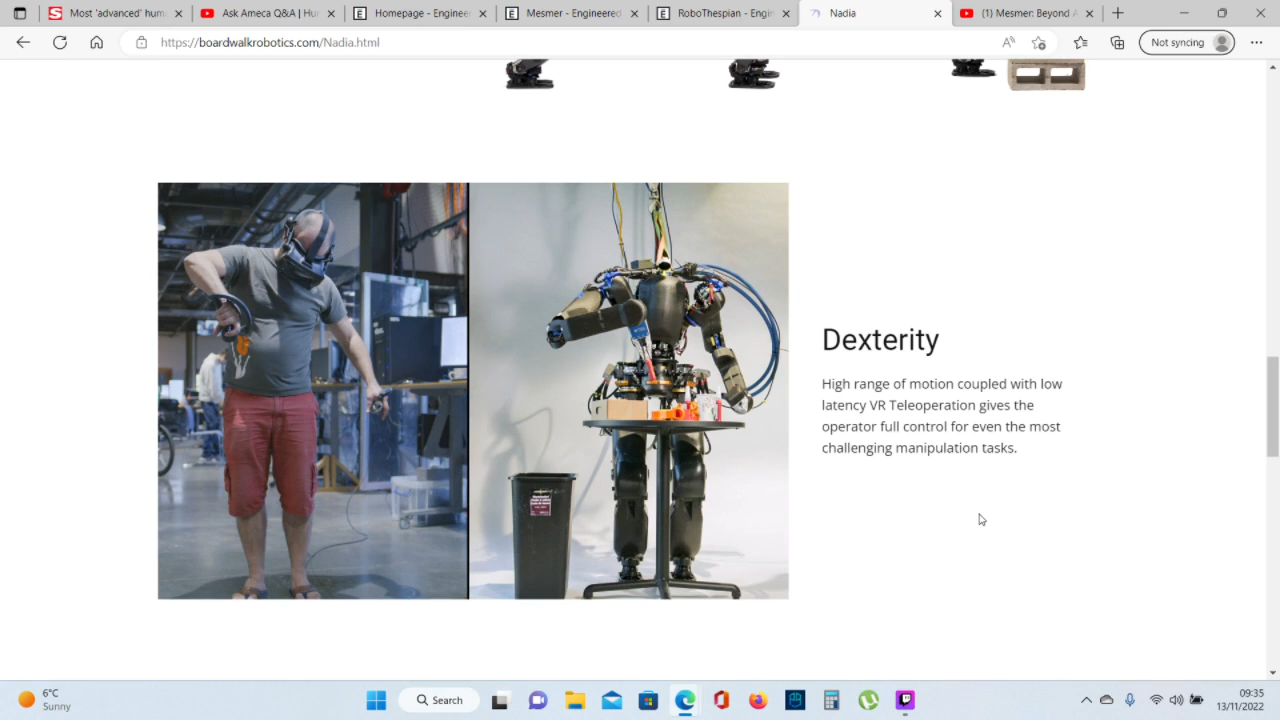 Most 'advanced' hum
Ask Ameca Q&A | Hu
Homepage - Enginee
Mesmer - Engineered
RoboThespian - Engin
Nadia
(1) Mesmer: Beyond A
https://boardwalkrobotics.com/Nadia.html
Not syncing
Dexterity
High range of motion coupled with low
latency VR Teleoperation gives the
operator full control for even the most
challenging manipulation tasks.
6°C
Sunny
Search
09:35
13/11/2022